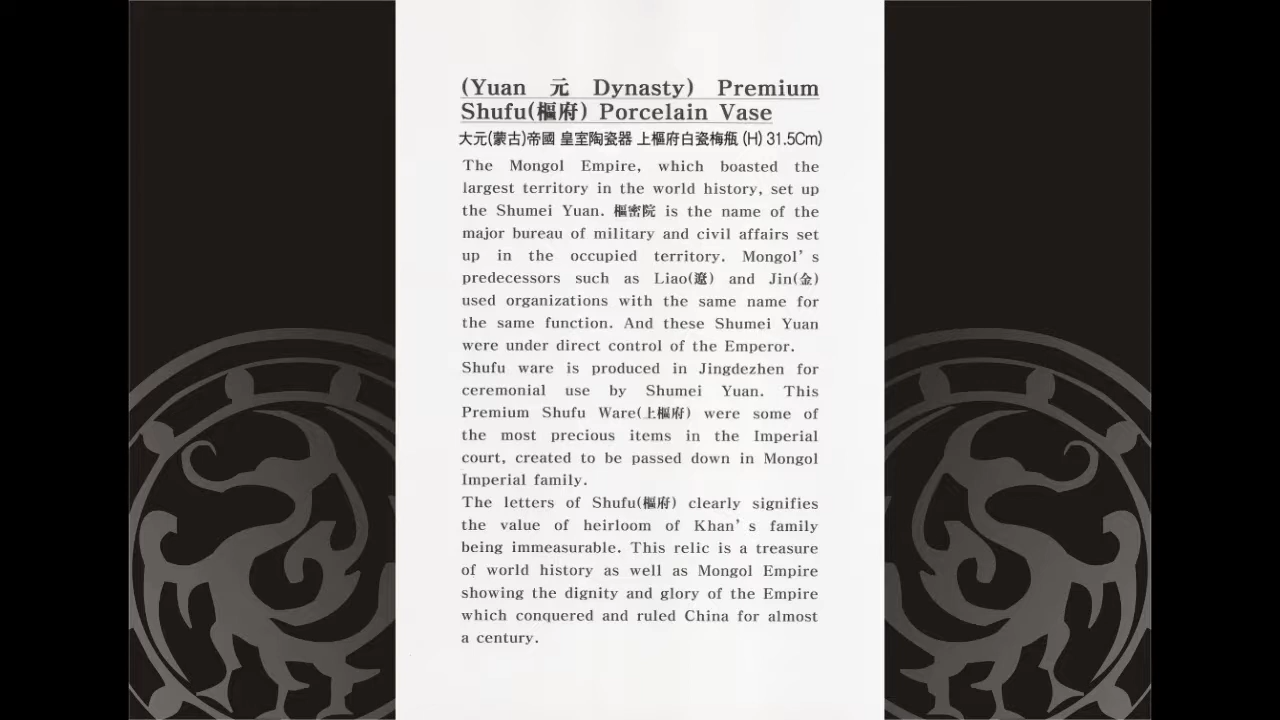 (Yuan 元 Dynasty) Premium
Shufu(樞府) Porcelain Vase
大元(蒙古)帝國 皇室陶瓷器 上樞府白瓷梅瓶 (H) 31.5Cm)
The Mongol Empire, which boasted the
largest territory in the world history, set up
the Shumei Yuan. 樞密院 is the name of the
major bureau of military and civil affairs set
up in the occupied territory. Mongol’s
predecessors such as Liao(遼) and Jin(金)
used organizations with the same name for
the same function. And these Shumei Yuan
were under direct control of the Emperor.
Shufu ware is produced in Jingdezhen for
ceremonial use by Shumei Yuan. This
Premium Shufu Ware(上樞府) were some of
the most precious items in the Imperial
court, created to be passed down in Mongol
Imperial family.
The letters of Shufu(樞府) clearly signifies
the value of heirloom of Khan’s family
being immeasurable. This relic is a treasure
of world history as well as Mongol Empire
showing the dignity and glory of the Empire
which conquered and ruled China for almost
a century.